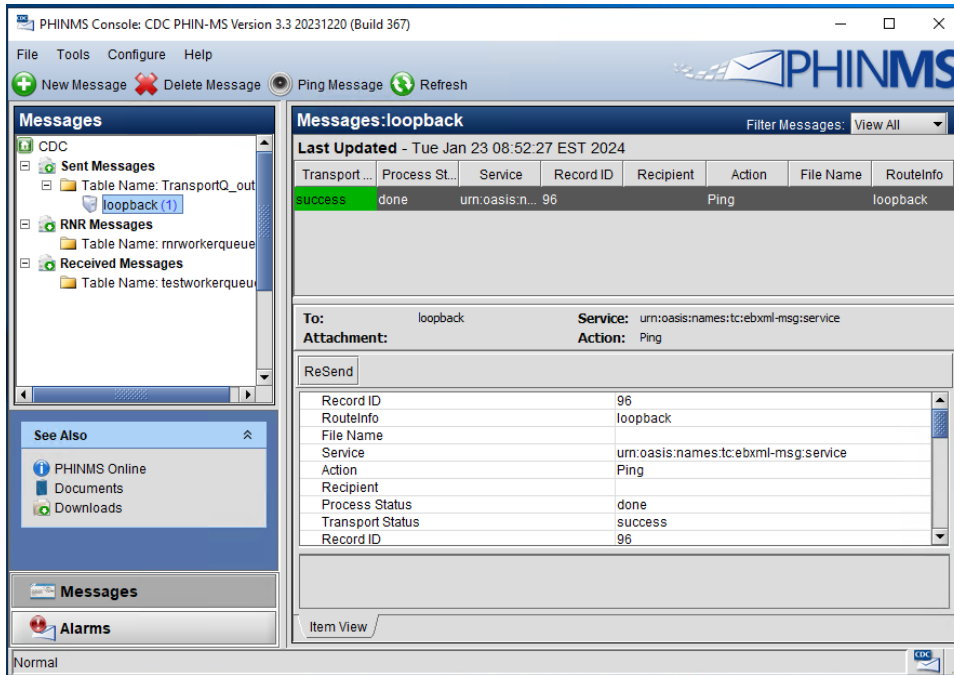 PHINMS Console: CDC PHIN-MS Version 3.3 20231220 (Build 367)
File Tools Configure Help
New Message Delete Message Ping Message Refresh
PHINMS
Messages
CDC
Sent Messages
Table Name: TransportQ_out
loopback (1)
RNR Messages
Table Name: rnrworkerqueue
Received Messages
Table Name: testworkerqueue
See Also
PHINMS Online
Documents
Downloads
Messages
Alarms
Messages:loopback Filter Messages: View All
Last Updated - Tue Jan 23 08:52:27 EST 2024
Transport ... Process St... Service Record ID Recipient Action File Name RouteInfo
success done urn:oasis:n... 96 Ping loopback
To: loopback Service: urn:oasis:names:tc:ebxml-msg:service
Attachment: Action: Ping
ReSend
Record ID 96
RouteInfo loopback
File Name
Service urn:oasis:names:tc:ebxml-msg:service
Action Ping
Recipient
Process Status done
Transport Status success
Record ID 96
Item View
Normal
CDC